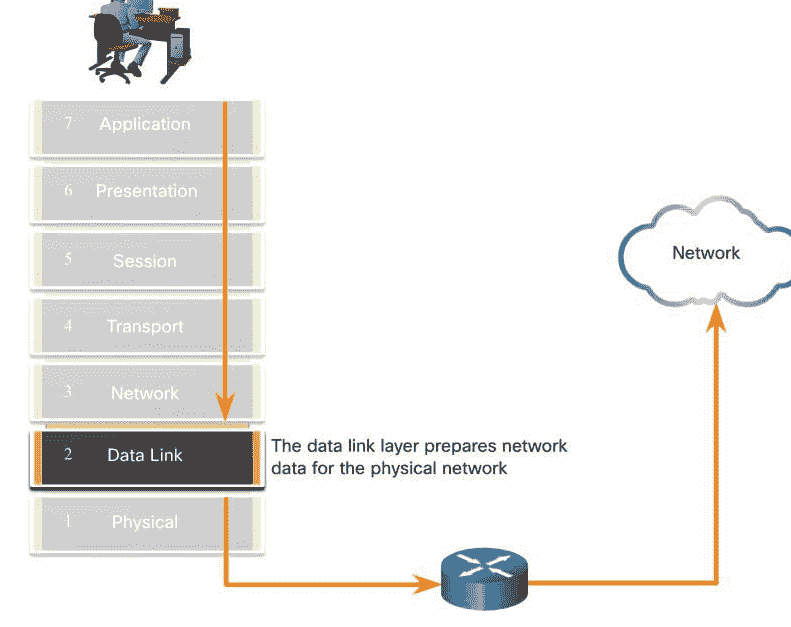 7 Application
6 Presentation
5 Session
4 Transport
3 Network
2 Data Link
The data link layer prepares network
data for the physical network
1 Physical
Network